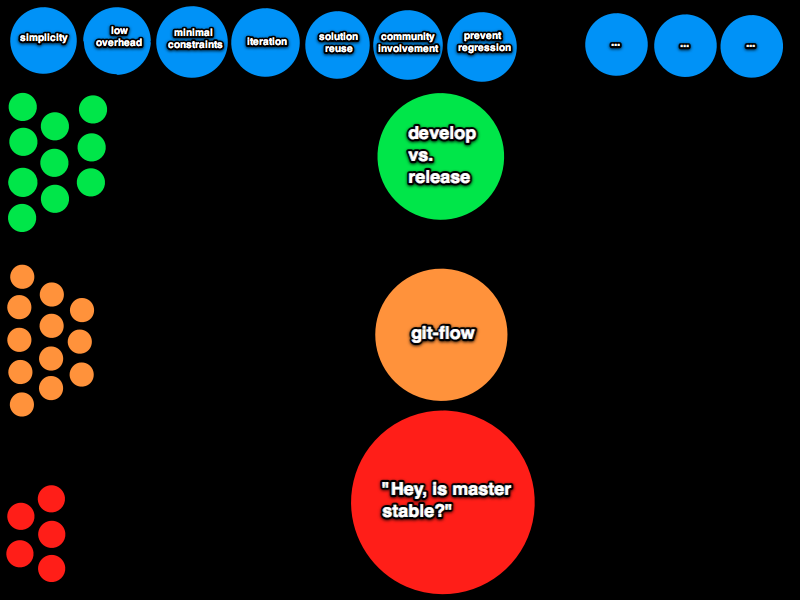 simplicity
low
overhead
minimal
constraints
iteration
solution
reuse
community
involvement
prevent
regression
...
...
...
develop
vs.
release
git-flow
"Hey, is master
stable?"